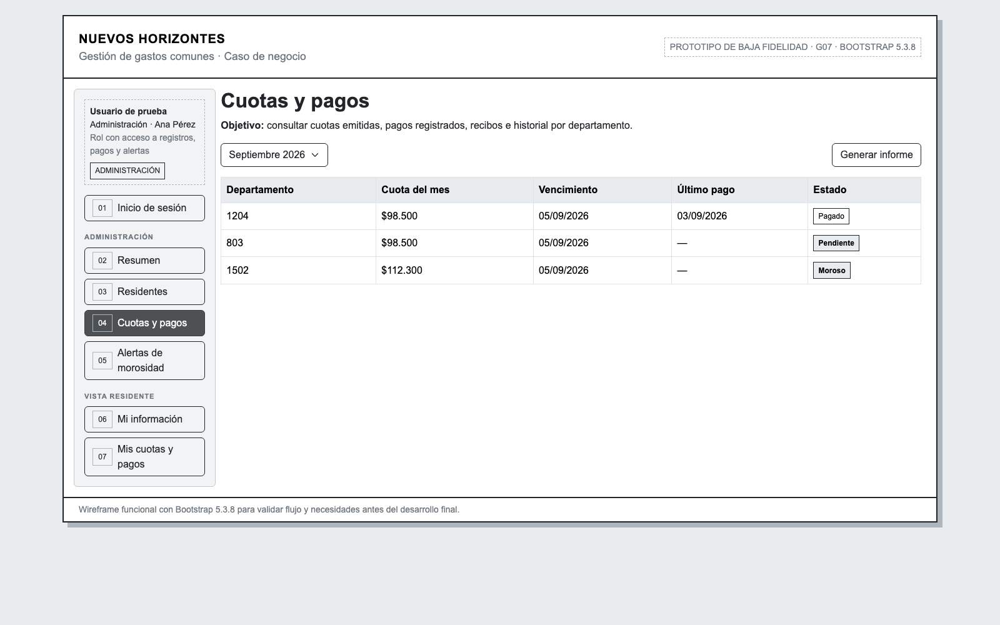 NUEVOS HORIZONTES
Gestión de gastos comunes · Caso de negocio
PROTOTIPO DE BAJA FIDELIDAD · G07 · BOOTSTRAP 5.3.8
Usuario de prueba
Administración · Ana Pérez
Rol con acceso a registros,
pagos y alertas
ADMINISTRACIÓN
01 Inicio de sesión
ADMINISTRACIÓN
02 Resumen
03 Residentes
04 Cuotas y pagos
05 Alertas de
morosidad
VISTA RESIDENTE
06 Mi información
07 Mis cuotas y
pagos
Cuotas y pagos
Objetivo: consultar cuotas emitidas, pagos registrados, recibos e historial por departamento.
Septiembre 2026
Generar informe
Departamento Cuota del mes Vencimiento Último pago Estado
1204 $98.500 05/09/2026 03/09/2026 Pagado
803 $98.500 05/09/2026 — Pendiente
1502 $112.300 05/09/2026 — Moroso
Wireframe funcional con Bootstrap 5.3.8 para validar flujo y necesidades antes del desarrollo final.